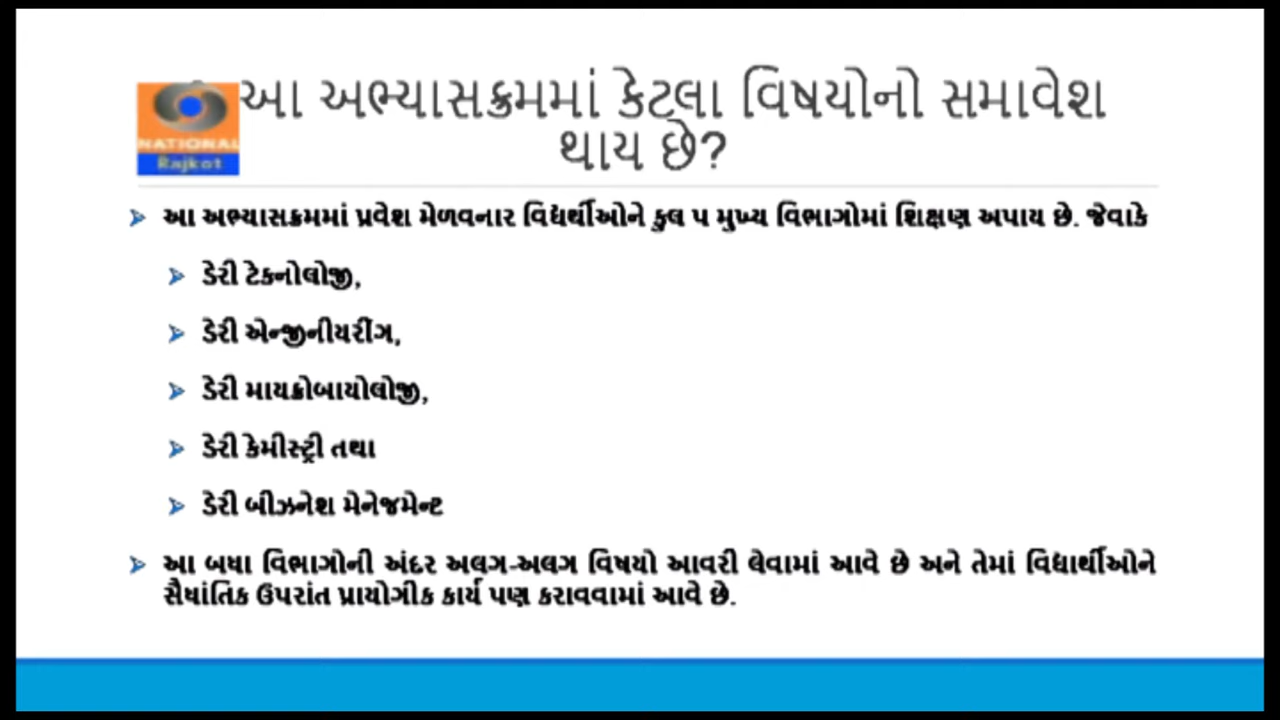 આ અભ્યાસક્રમમાં કેટલા વિષયોનો સમાવેશ
થાય છે?
NATIONAL
Rajkot
આ અભ્યાસક્રમમાં પ્રવેશ મેળવનાર વિદ્યર્થીઓને કુલ ૫ મુખ્ય વિભાગોમાં શિક્ષણ અપાય છે. જેવાકે
ડેરી ટેકનોલોજી,
ડેરી એન્જીનીયરીંગ,
ડેરી માયક્રોબાયોલોજી,
ડેરી કેમીસ્ટ્રી તથા
ડેરી બીઝનેશ મેનેજમેન્ટ
આ બધા વિભાગોની અંદર અલગ-અલગ વિષયો આવરી લેવામાં આવે છે અને તેમાં વિદ્યાર્થીઓને
સૈધાંતિક ઉપરાંત પ્રાયોગીક કાર્ય પણ કરાવવામાં આવે છે.